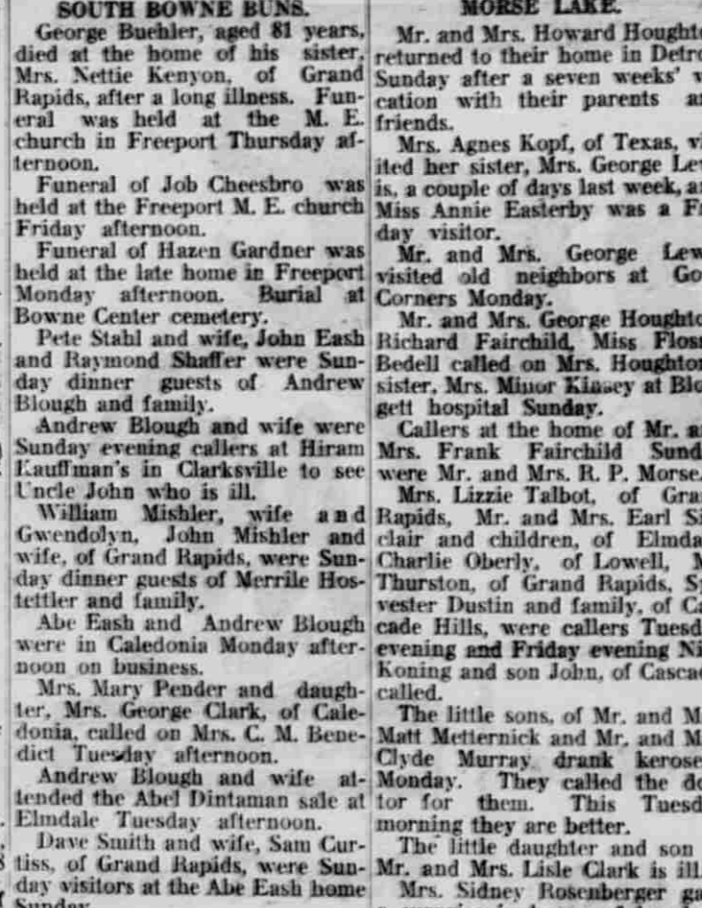 SOUTH BOWNE BUNS.
George Buehler, aged 81 years,
died at the home of his sister,
Mrs. Nettie Kenyon, of Grand
Rapids, after a long illness. Fun-
eral was held at the M. E.
church in Freeport Thursday af-
ternoon.
Funeral of Job Cheesbro was
held at the Freeport M. E. church
Friday afternoon.
Funeral of Hazen Gardner was
held at the late home in Freeport
Monday afternoon. Burial at
Bowne Center cemetery.
Pete Stahl and wife, John Eash
and Raymond Shaffer were Sun-
day dinner guests of Andrew
Blough and family.
Andrew Blough and wife were
Sunday evening callers at Hiram
Kauffman's in Clarksville to see
Uncle John who is ill.
William Mishler, wife and
Gwendolyn, John Mishler and
wife, of Grand Rapids, were Sun-
day dinner guests of Merrile Hos-
tettler and family.
Abe Eash and Andrew Blough
were in Caledonia Monday after-
noon on business.
Mrs. Mary Pender and daugh-
ter, Mrs. George Clark, of Cale-
donia, called on Mrs. C. M. Bene-
dict Tuesday afternoon.
Andrew Blough and wife at-
tended the Abel Dintaman sale at
Elmdale Tuesday afternoon.
Dave Smith and wife, Sam Cur-
tiss, of Grand Rapids, were Sun-
day visitors at the Abe Eash home
Sunday
MORSE LAKE.
Mr. and Mrs. Howard Houghto
returned to their home in Detro
Sunday after a seven weeks' v
cation with their parents a
friends.
Mrs. Agnes Kopf, of Texas, vi
ited her sister, Mrs. George Lew
is, a couple of days last week, a
Miss Annie Easterby was a Fr
day visitor.
Mr. and Mrs. George Lew
visited old neighbors at Go
Corners Monday.
Mr. and Mrs. George Houghto
Richard Fairchild, Miss Floss
Bedell called on Mrs. Houghton
sister, Mrs. Minor Kinsey at Blo
gett hospital Sunday.
Callers at the home of Mr. a
Mrs. Frank Fairchild Sund
were Mr. and Mrs. R. P. Morse.
Mrs. Lizzie Talbot, of Gra
Rapids, Mr. and Mrs. Earl Si
clair and children, of Elmda
Charlie Oberly, of Lowell, M
Thurston, of Grand Rapids, Sy
vester Dustin and family, of Ca
cade Hills, were callers Tuesd
evening and Friday evening Ni
Koning and son John, of Cascad
called.
The little sons, of Mr. and M
Matt Metternick and Mr. and M
Clyde Murray drank kerose
Monday. They called the do
tor for them. This Tuesd
morning they are better.
The little daughter and son
Mr. and Mrs. Lisle Clark is ill.
Mrs. Sidney Rosenberger ga